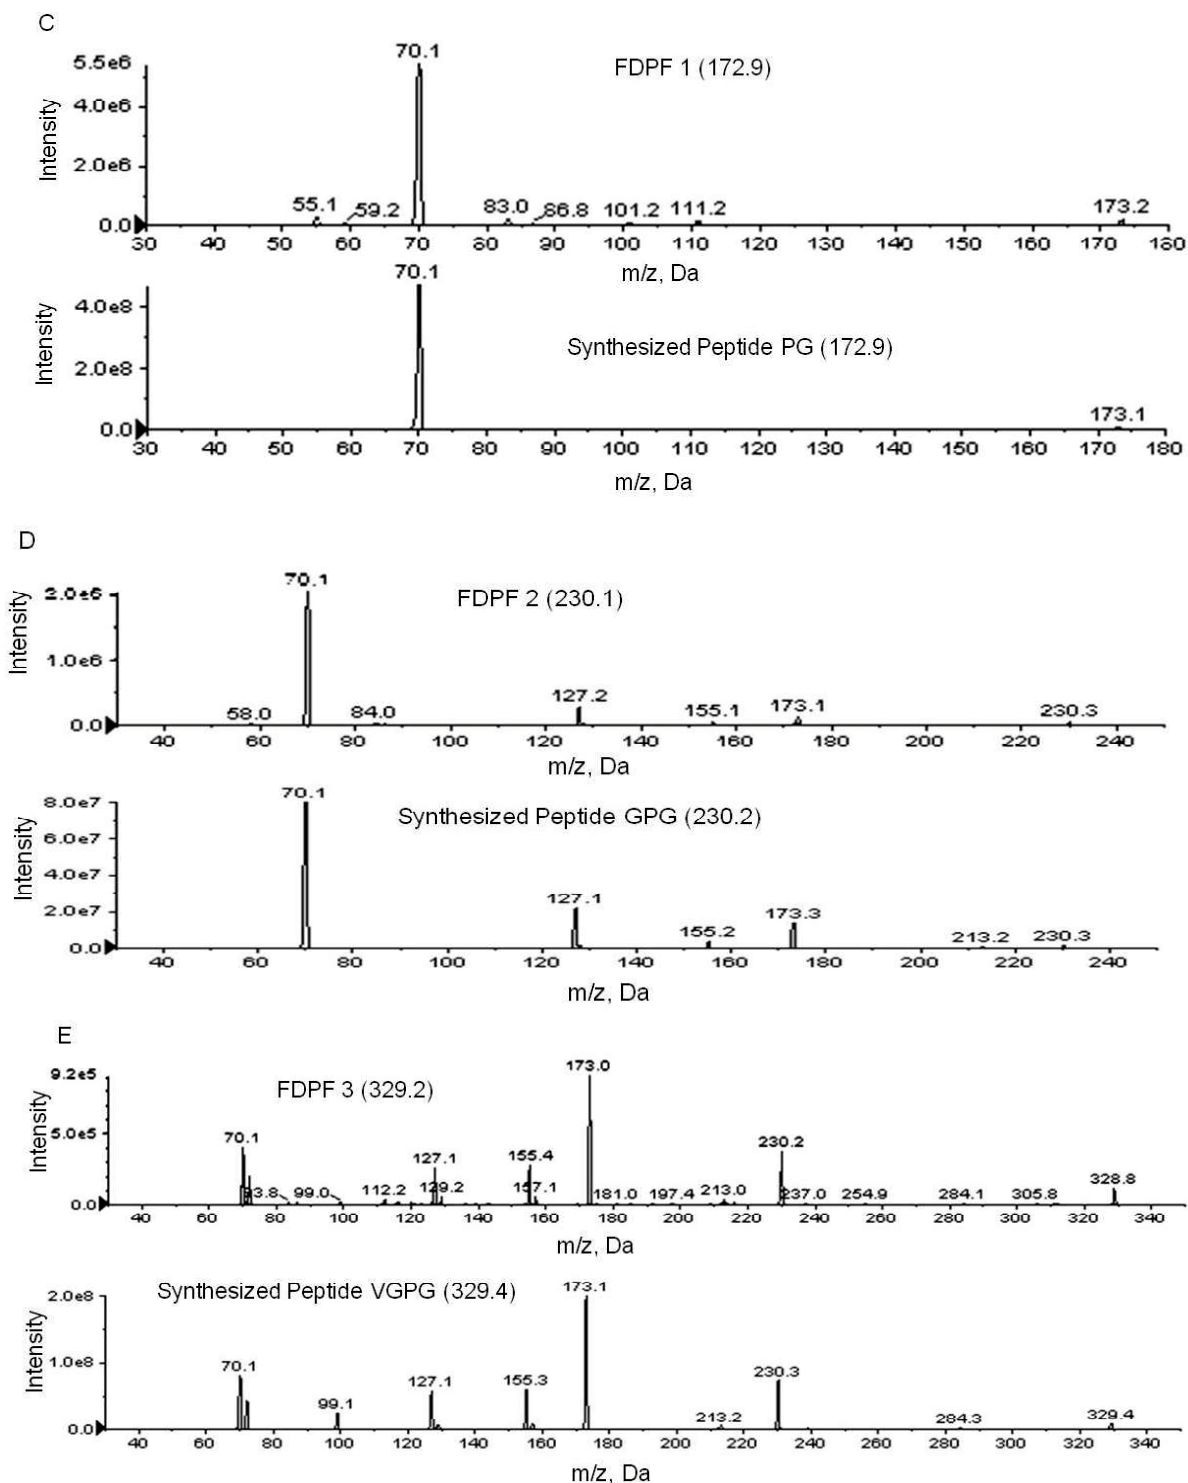 C
5.5e6
70.1
FDPF 1 (172.9)
4.0e6
2.0e6
0.0
Intensity
55.1 59.2 83.0 86.8 101.2 111.2 173.2
30 40 50 60 70 80 90 100 110 120 130 140 150 160 170 180
m/z, Da
70.1
4.0e8
2.0e8
0.0
Intensity
Synthesized Peptide PG (172.9)
173.1
30 40 50 60 70 80 90 100 110 120 130 140 150 160 170 180
m/z, Da
D
70.1
2.0e6
1.0e6
0.0
Intensity
FDPF 2 (230.1)
58.0 84.0 127.2 155.1 173.1 230.3
40 60 80 100 120 140 160 180 200 220 240
m/z, Da
70.1
8.0e7
6.0e7
4.0e7
2.0e7
0.0
Intensity
Synthesized Peptide GPG (230.2)
127.1 155.2 173.3 213.2 230.3
40 60 80 100 120 140 160 180 200 220 240
m/z, Da
E
9.2e5
5.0e5
0.0
Intensity
FDPF 3 (329.2)
173.0
70.1 127.1 155.4 230.2
99.0 112.2 129.2 157.1 181.0 197.4 213.0 237.0 254.9 284.1 305.8 328.8
40 60 80 100 120 140 160 180 200 220 240 260 280 300 320 340
m/z, Da
Synthesized Peptide VGPG (329.4)
2.0e8
1.0e8
0.0
Intensity
173.1
70.1 99.1 127.1 155.3 213.2 230.3 284.3 329.4
40 60 80 100 120 140 160 180 200 220 240 260 280 300 320 340
m/z, Da